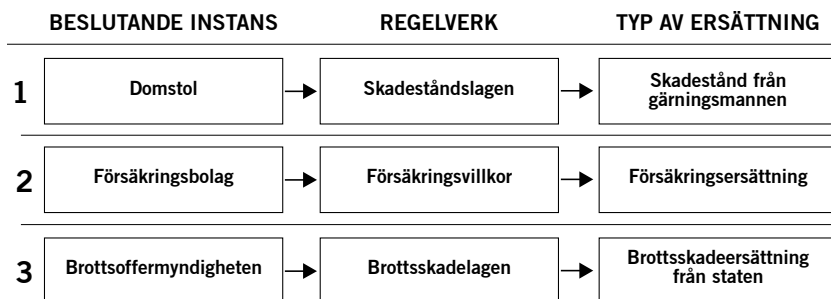 BESLUTANDE INSTANS REGELVERK TYP AV ERSÄTTNING
1 Domstol Skadeståndslagen Skadestånd från
gärningsmannen
2 Försäkringsbolag Försäkringsvillkor Försäkringsersättning
3 Brottsoffermyndigheten Brottsskadelagen Brottsskadeersättning
från staten